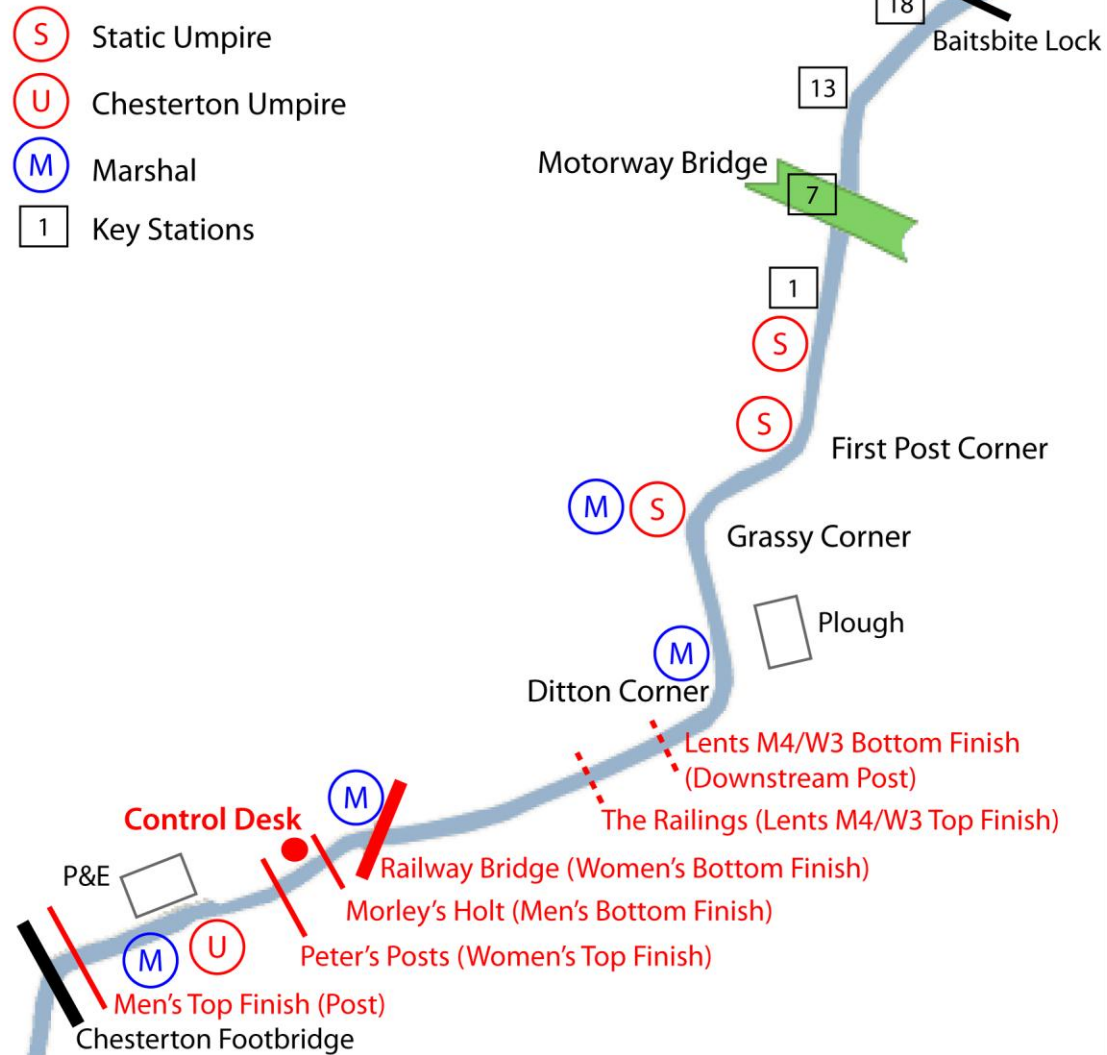 S Static Umpire
U Chesterton Umpire
M Marshal
1 Key Stations
18
Baitsbite Lock
13
Motorway Bridge
7
1
S
S
First Post Corner
M S
Grassy Corner
Plough
M
Ditton Corner
Lents M4/W3 Bottom Finish
(Downstream Post)
The Railings (Lents M4/W3 Top Finish)
M
Control Desk
Railway Bridge (Women's Bottom Finish)
P&E
Morley's Holt (Men's Bottom Finish)
M U
Peter's Posts (Women's Top Finish)
Men's Top Finish (Post)
Chesterton Footbridge